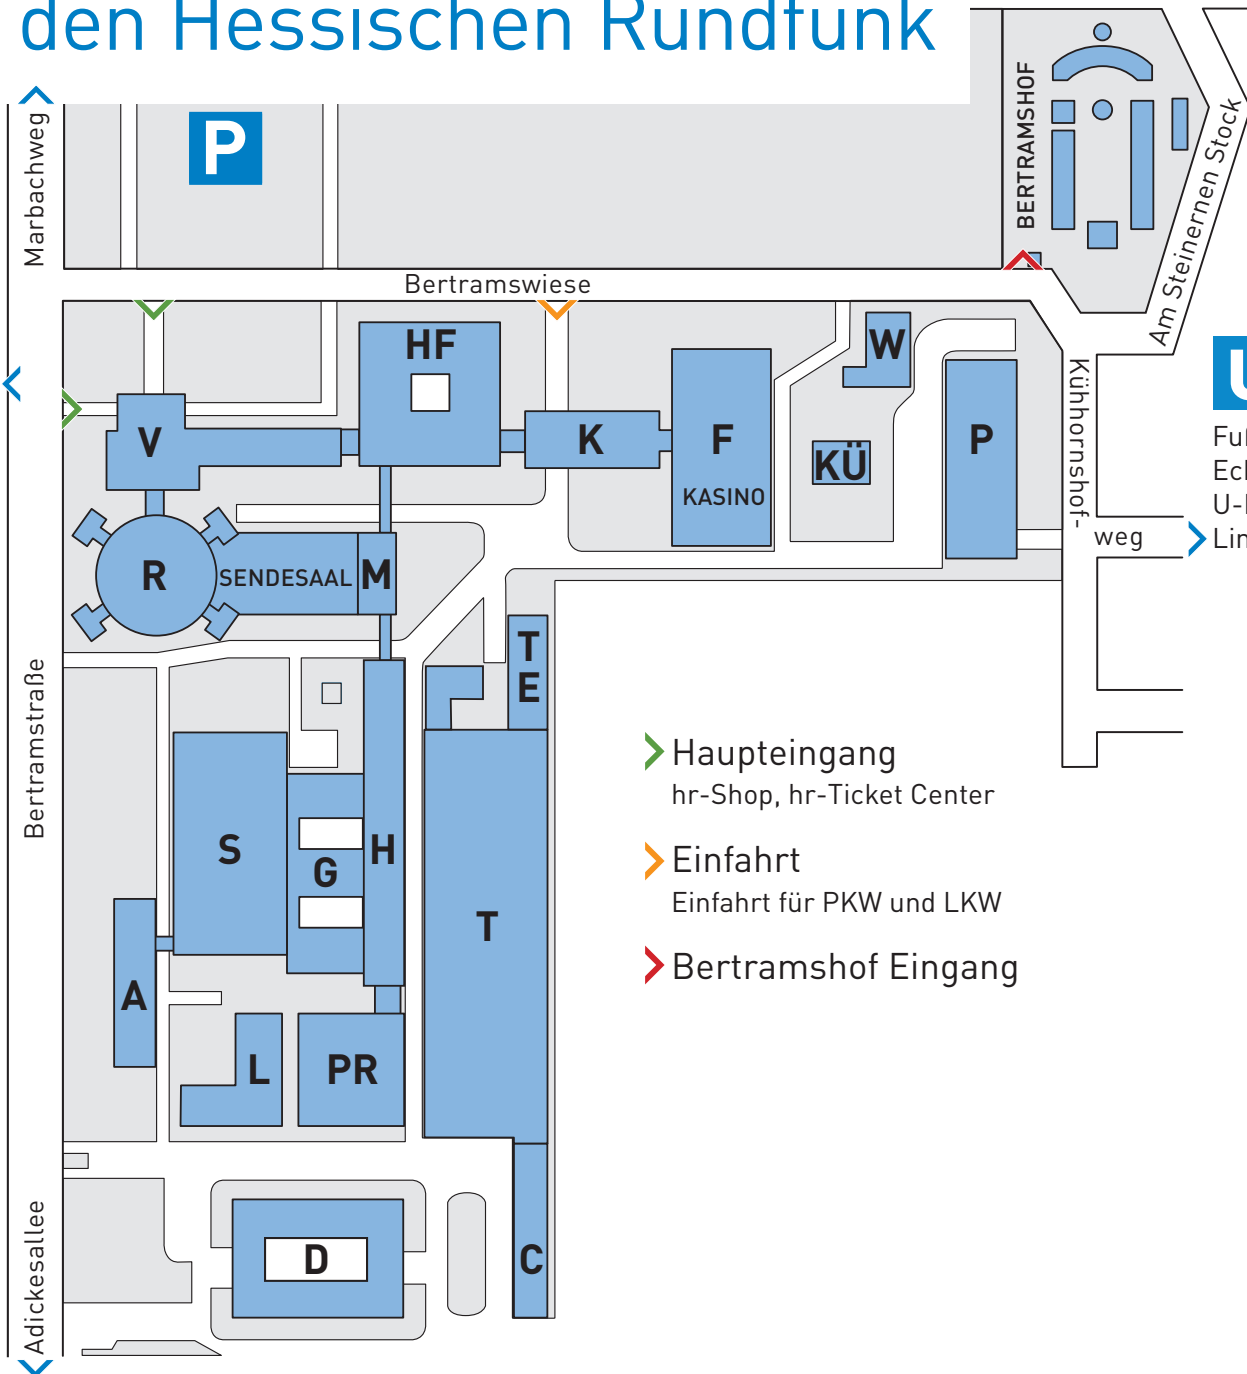 den Hessischen Rundfunk
Marbachweg
P
BERTRAMSHOF
Am Steinernen Stock
Bertramswiese
HF
W
V
K
F
KASINO
KÜ
P
Kühhornshof-
weg
U
R
SENDESAAL
M
T
E
Bertramstraße
S
G
H
T
A
L
PR
D
C
Adickesallee
Haupteingang
hr-Shop, hr-Ticket Center
Einfahrt
Einfahrt für PKW und LKW
Bertramshof Eingang